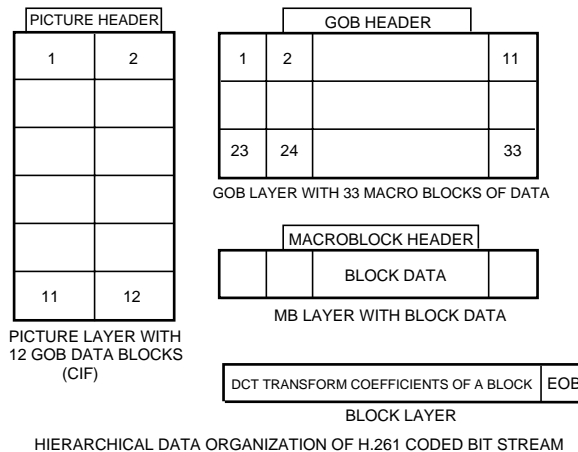 PICTURE HEADER
1 2
11 12
PICTURE LAYER WITH
12 GOB DATA BLOCKS
(CIF)
GOB HEADER
1 2 11
23 24 33
GOB LAYER WITH 33 MACRO BLOCKS OF DATA
MACROBLOCK HEADER
BLOCK DATA
MB LAYER WITH BLOCK DATA
DCT TRANSFORM COEFFICIENTS OF A BLOCK EOB
BLOCK LAYER
HIERARCHICAL DATA ORGANIZATION OF H.261 CODED BIT STREAM